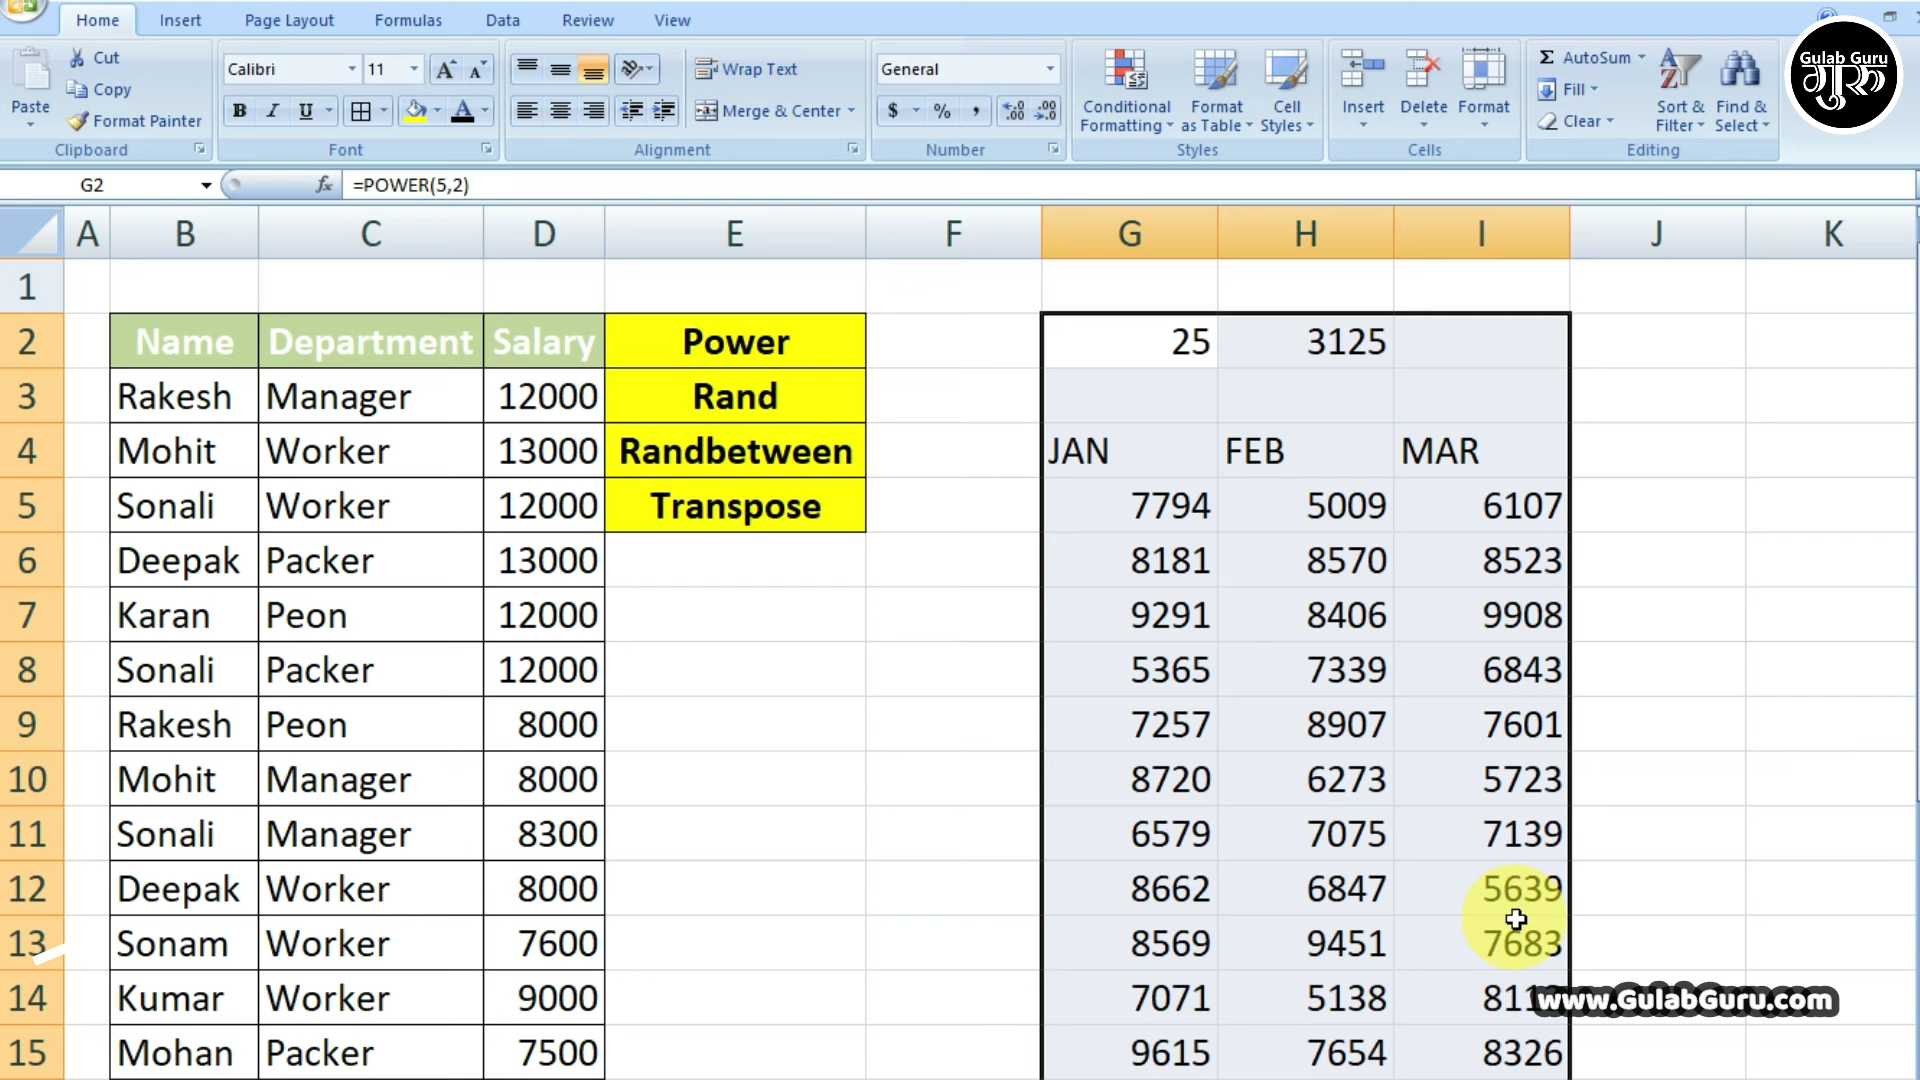 Home Insert Page Layout Formulas Data Review View
Cut
Copy
Format Painter
Paste
Clipboard
Calibri 11
B I U
Font
Wrap Text
Merge & Center
Alignment
General
$ % ,
Number
Conditional Formatting
Format as Table
Cell Styles
Styles
Insert Delete Format
Cells
Σ AutoSum
Fill
Clear
Sort & Filter
Find & Select
Editing
Gulab Guru
गुरु
G2 fx =POWER(5,2)
A B C D E F G H I J K
1
2 Name Department Salary Power 25 3125
3 Rakesh Manager 12000 Rand
4 Mohit Worker 13000 Randbetween JAN FEB MAR
5 Sonali Worker 12000 Transpose 7794 5009 6107
6 Deepak Packer 13000 8181 8570 8523
7 Karan Peon 12000 9291 8406 9908
8 Sonali Packer 12000 5365 7339 6843
9 Rakesh Peon 8000 7257 8907 7601
10 Mohit Manager 8000 8720 6273 5723
11 Sonali Manager 8300 6579 7075 7139
12 Deepak Worker 8000 8662 6847 5639
13 Sonam Worker 7600 8569 9451 7683
14 Kumar Worker 9000 7071 5138
www.GulabGuru.com
15 Mohan Packer 7500 9615 7654 8326